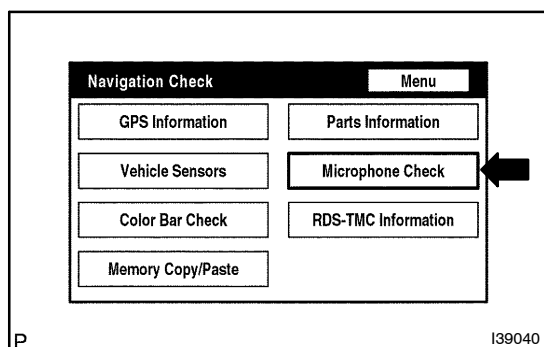 Navigation Check Menu
GPS Information Parts Information
Vehicle Sensors Microphone Check
Color Bar Check RDS-TMC Information
Memory Copy/Paste
P I39040